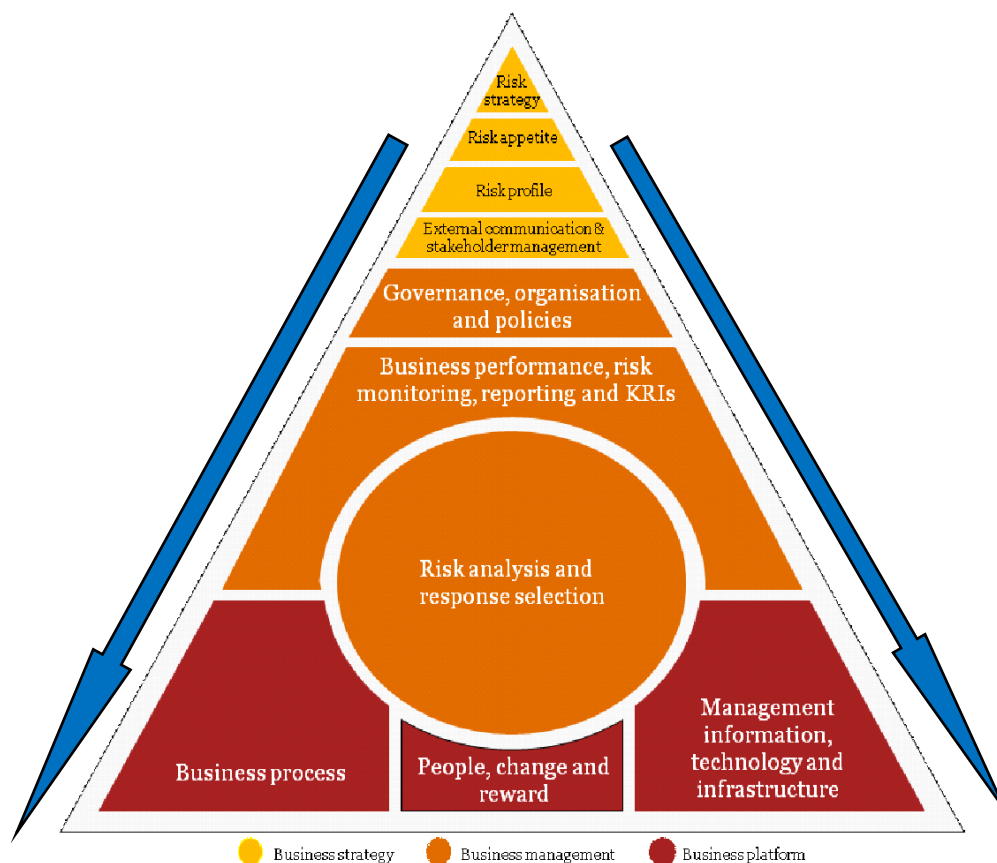 Risk
strategy
Risk appetite
Risk profile
External communication &
stakeholder management
Governance, organisation
and policies
Business performance, risk
monitoring, reporting and KRIs
Risk analysis and
response selection
Business process
People, change and
reward
Management
information,
technology and
infrastructure
Business strategy
Business management
Business platform